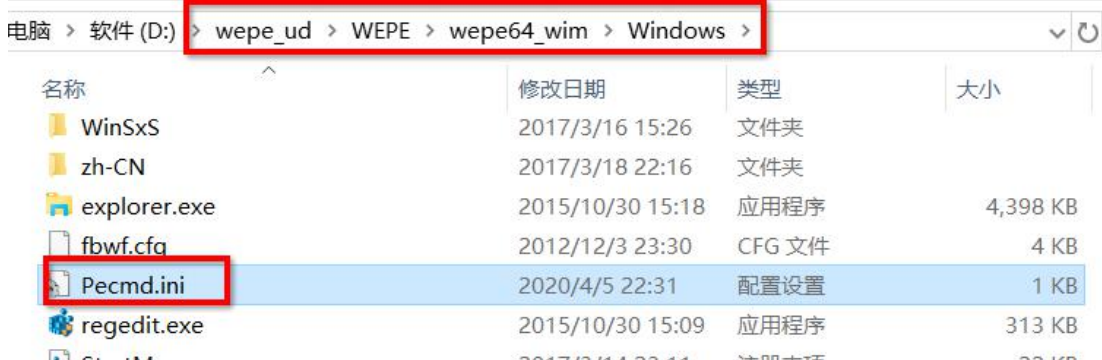 电脑 > 软件 (D:) > wepe_ud > WEPE > wepe64_wim > Windows >
名称 修改日期 类型 大小
WinSxS 2017/3/16 15:26 文件夹
zh-CN 2017/3/18 22:16 文件夹
explorer.exe 2015/10/30 15:18 应用程序 4,398 KB
fbwf.cfg 2012/12/3 23:30 CFG 文件 4 KB
Pecmd.ini 2020/4/5 22:31 配置设置 1 KB
regedit.exe 2015/10/30 15:09 应用程序 313 KB